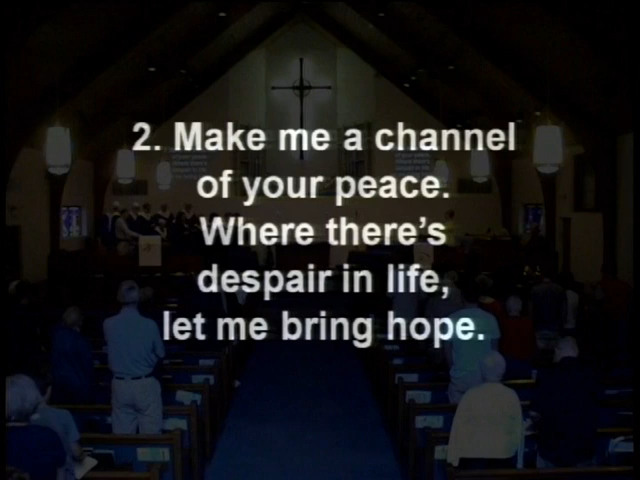 2. Make me a channel
of your peace.
Where there's
despair in life,
let me bring hope.